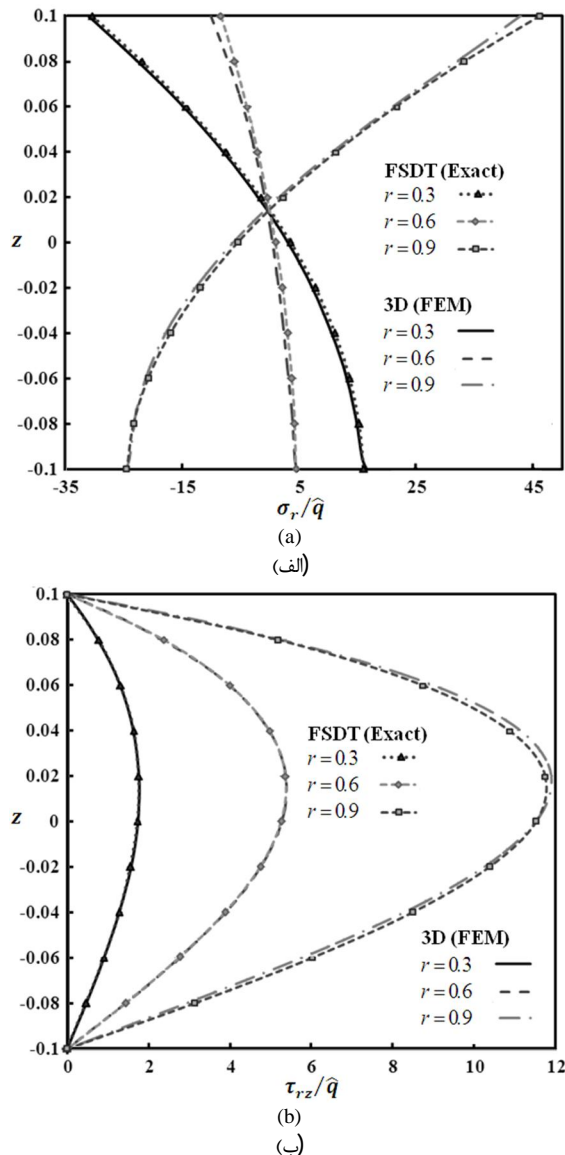 0.1
0.08
0.06
0.04
0.02
z 0
-0.02
-0.04
-0.06
-0.08
-0.1
FSDT (Exact)
r = 0.3
r = 0.6
r = 0.9
3D (FEM)
r = 0.3
r = 0.6
r = 0.9
-35 -15 5 25 45
σr/q̂
(a)
(الف)
0.1
0.08
0.06
0.04
0.02
z 0
-0.02
-0.04
-0.06
-0.08
-0.1
FSDT (Exact)
r = 0.3
r = 0.6
r = 0.9
3D (FEM)
r = 0.3
r = 0.6
r = 0.9
0 2 4 6 8 10 12
τrz/q̂
(b)
(ب)